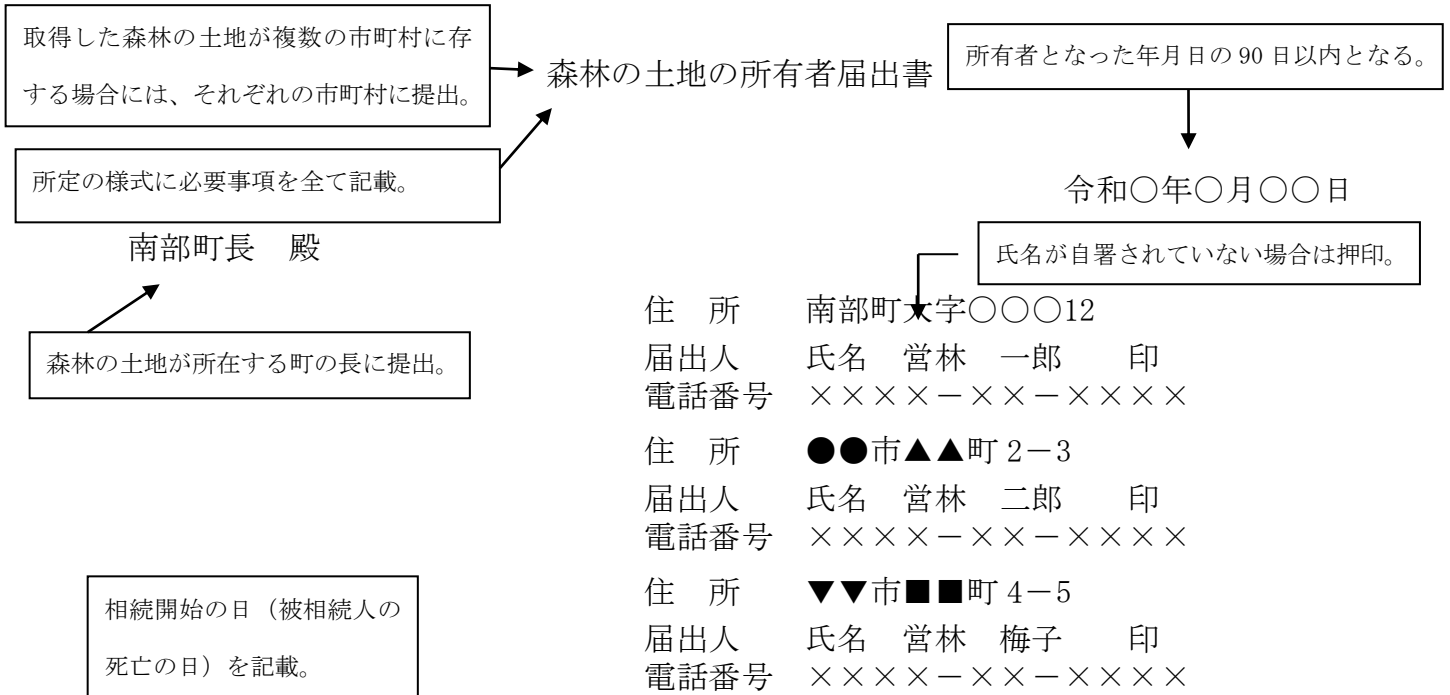 取得した森林の土地が複数の市町村に存
する場合には、それぞれの市町村に提出。
森林の土地の所有者届出書
所有者となった年月日の 90 日以内となる。
所定の様式に必要事項を全て記載。
令和○年○月○○日
南部町長　殿
氏名が自署されていない場合は押印。
森林の土地が所在する町の長に提出。
住　所　　南部町大字○○○12
届出人　　氏名　営林　一郎　　印
電話番号　××××－××－××××
住　所　　●●市▲▲町 2－3
届出人　　氏名　営林　二郎　　印
電話番号　××××－××－××××
住　所　　▼▼市■■町 4－5
届出人　　氏名　営林　梅子　　印
電話番号　××××－××－××××
相続開始の日（被相続人の
死亡の日）を記載。